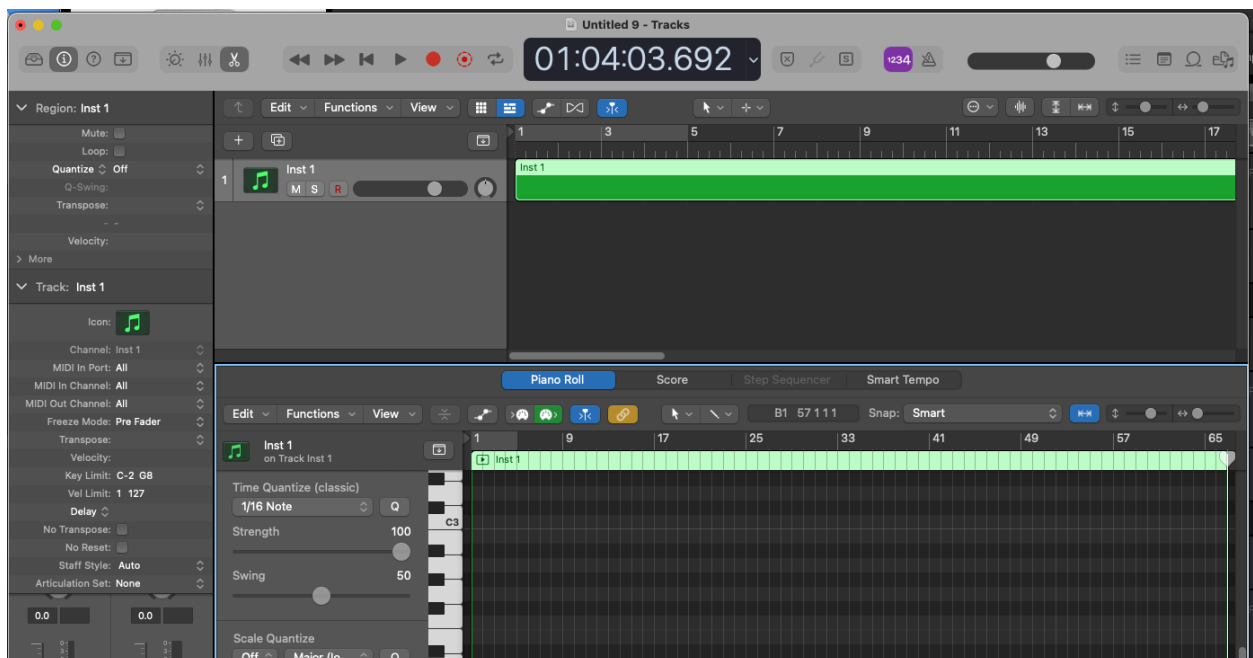 Untitled 9 - Tracks
01:04:03.692
S
1234
Region: Inst 1
Edit
Functions
View
Mute:
Loop:
1
3
5
7
9
11
13
15
17
Quantize Off
1
Inst 1
M S R
Inst 1
Q-Swing:
Transpose:
- -
Velocity:
More
Track: Inst 1
Icon:
Channel: Inst 1
MIDI In Port: All
MIDI In Channel: All
MIDI Out Channel: All
Freeze Mode: Pre Fader
Transpose:
Velocity:
Key Limit: C-2 G8
Vel Limit: 1 127
Delay
No Transpose:
No Reset:
Staff Style: Auto
Articulation Set: None
0.0
0.0
Piano Roll
Score
Step Sequencer
Smart Tempo
Edit
Functions
View
B1 57 1 1 1
Snap: Smart
Inst 1
on Track Inst 1
1
9
17
25
33
41
49
57
65
Inst 1
Time Quantize (classic)
1/16 Note
Q
C3
Strength 100
Swing 50
Scale Quantize
Off
Major
Q